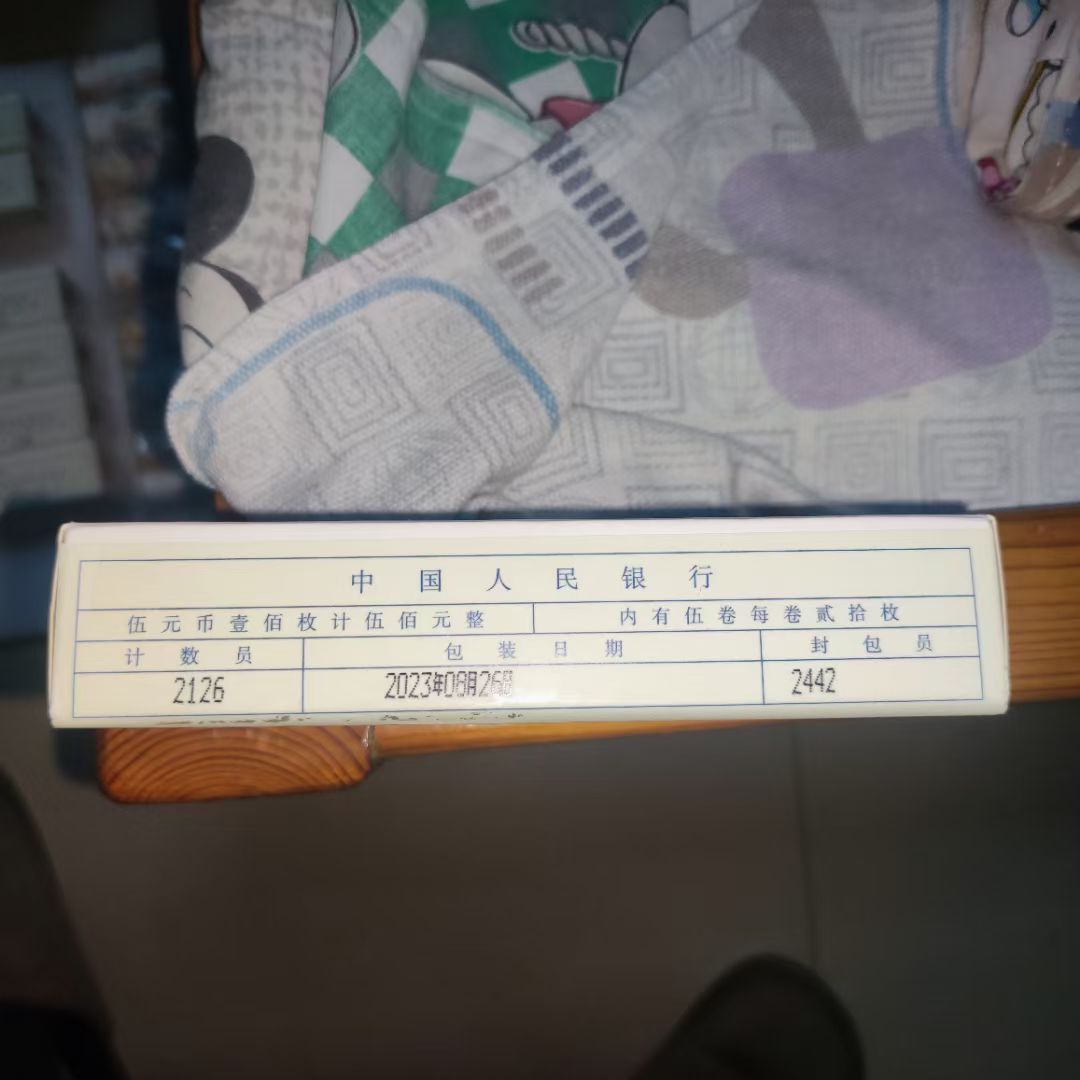 中国人民银行
伍元币壹佰枚计伍佰元整 内有伍卷每卷贰拾枚
计数员 包装日期 封包员
2126 2023年08月26日 2442